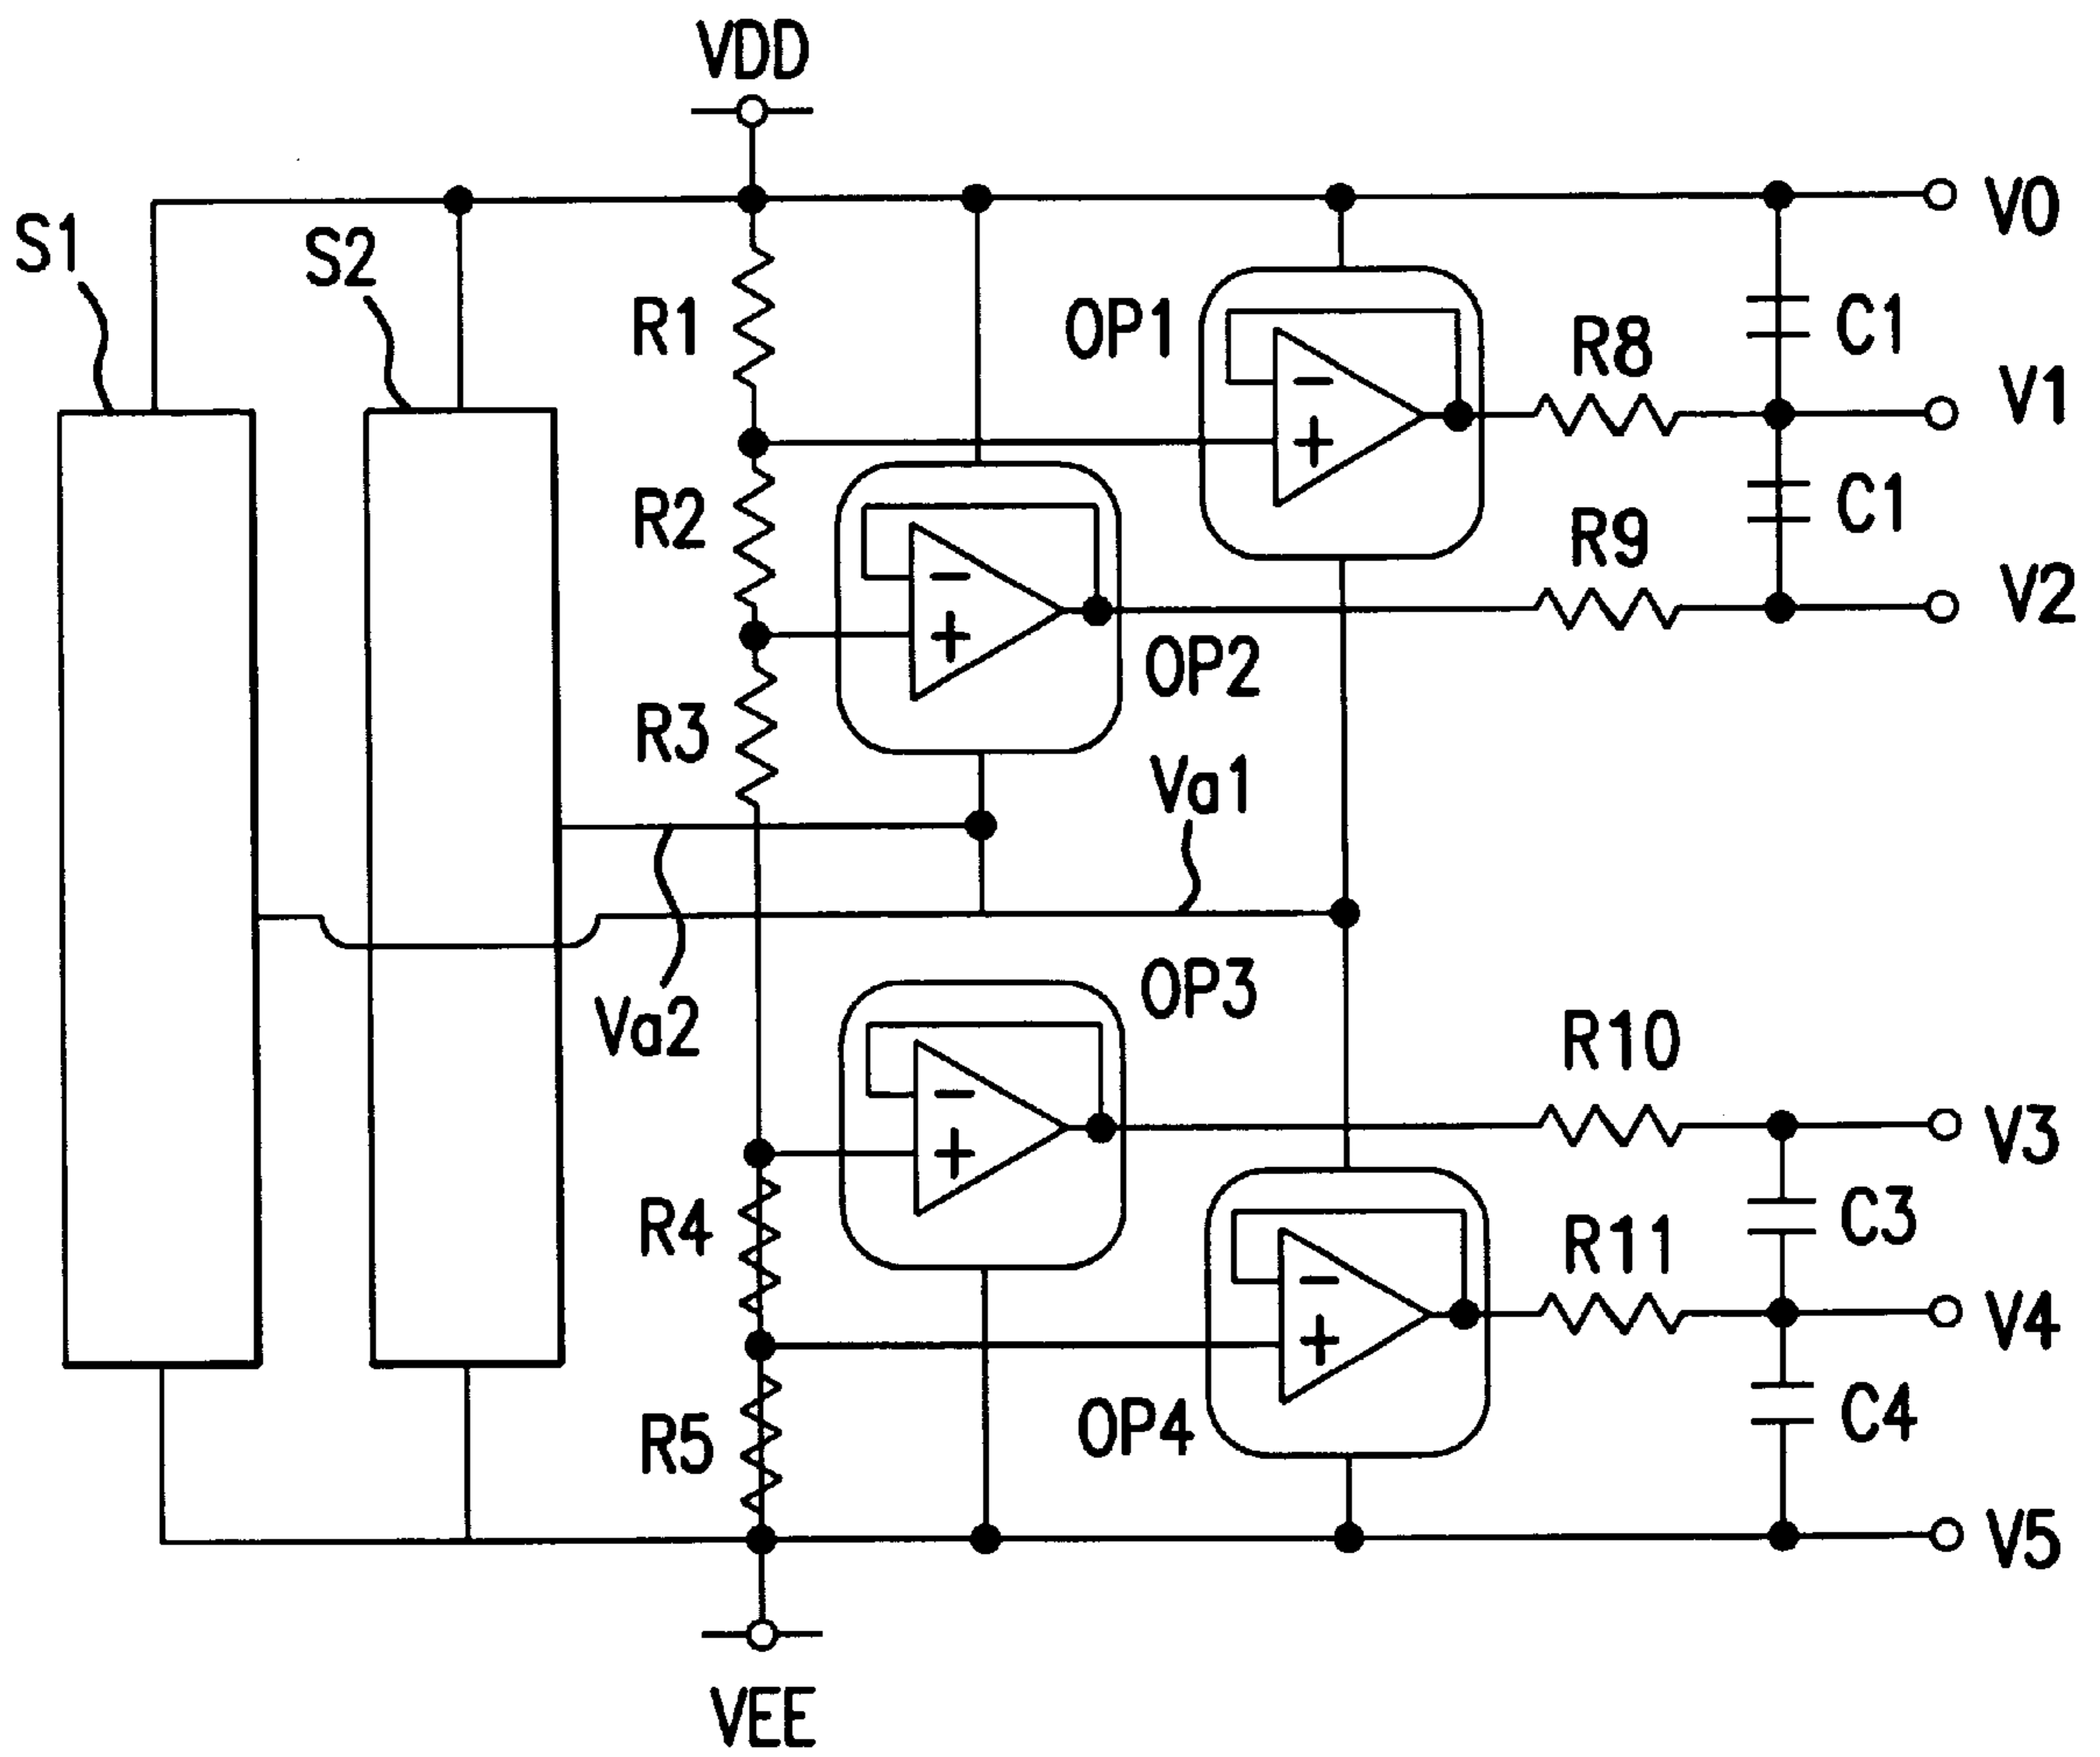 VDD
V0
S1
S2
R1
OP1
R8
C1
V1
R2
R9
C1
V2
OP2
R3
Va1
OP3
Va2
R10
V3
R4
R11
C3
V4
OP4
R5
C4
V5
VEE